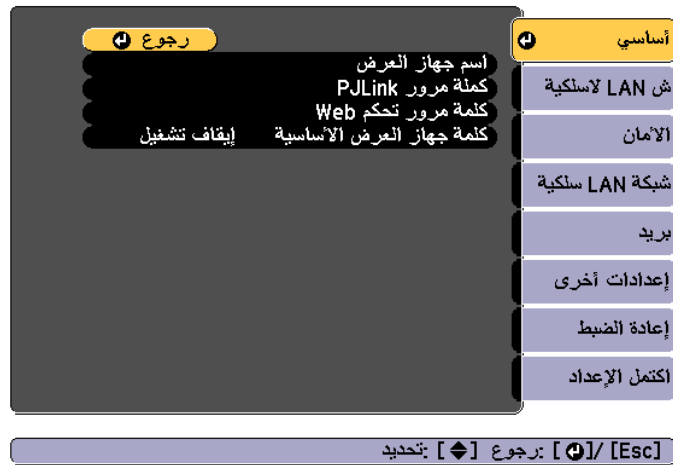 أساسي
ش LAN لاسلكية
الأمان
شبكة LAN سلكية
بريد
إعدادات أخرى
إعادة الضبط
اكتمل الإعداد
رجوع
اسم جهاز العرض
كملة مرور PJLink
كلمة مرور تحكم Web
كلمة جهاز العرض الأساسية إيقاف تشغيل
[Esc] /[ ] :رجوع [ ] :تحديد